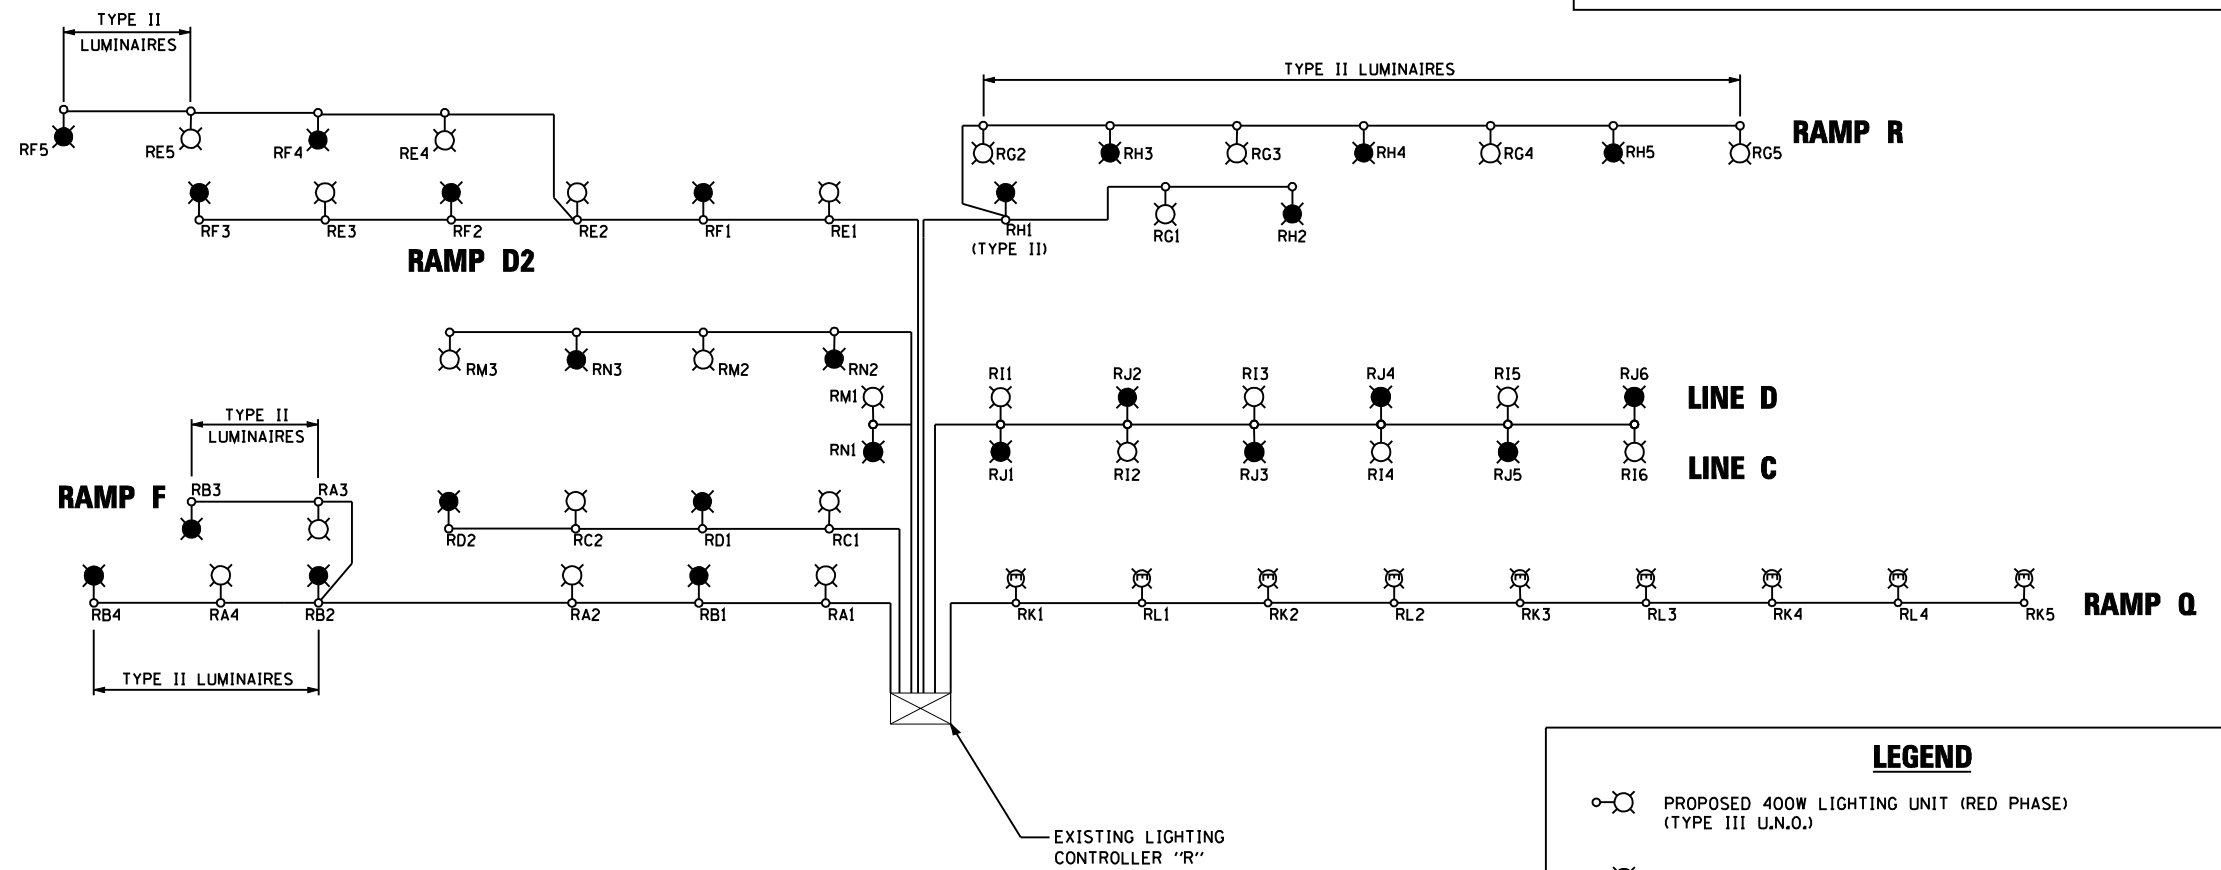 TYPE II
LUMINAIRES
RF5
RE5
RF4
RE4
RF3
RE3
RF2
RE2
RF1
RE1
RAMP D2
TYPE II LUMINAIRES
RG2
RH3
RG3
RH4
RG4
RH5
RG5
RAMP R
RH1
(TYPE II)
RG1
RH2
RM3
RN3
RM2
RN2
RM1
RN1
RI1
RJ2
RI3
RJ4
RI5
RJ6
LINE D
RJ1
RI2
RJ3
RI4
RJ5
RI6
LINE C
TYPE II
LUMINAIRES
RAMP F
RB3
RA3
RD2
RC2
RD1
RC1
RB4
RA4
RB2
RA2
RB1
RA1
TYPE II LUMINAIRES
E
E
E
E
E
E
E
E
E
RK1
RL1
RK2
RL2
RK3
RL3
RK4
RL4
RK5
RAMP Q
EXISTING LIGHTING
CONTROLLER "R"
LEGEND
PROPOSED 400W LIGHTING UNIT (RED PHASE)
(TYPE III U.N.O.)